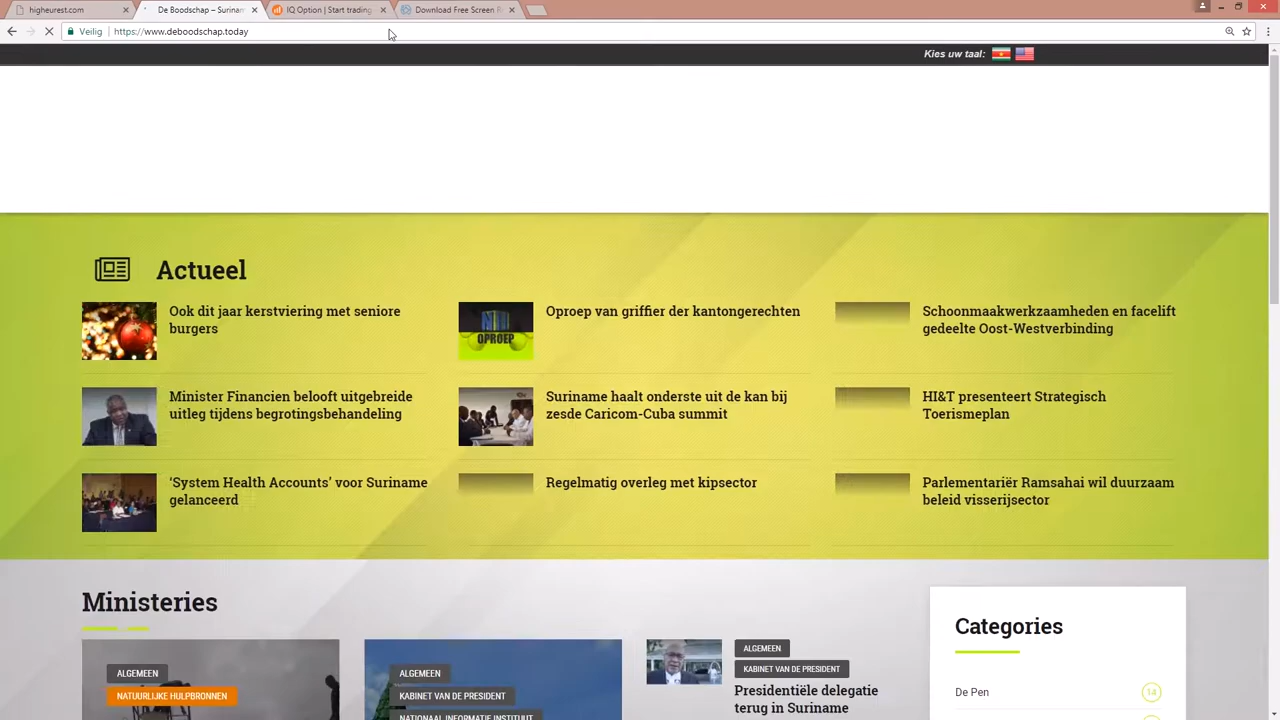 higheurest.com
De Boodschap – Surinam
IQ Option | Start trading
Download Free Screen R
Veilig
https://www.deboodschap.today
Kies uw taal:
Actueel
Ook dit jaar kerstviering met seniore
burgers
OPROEP
Oproep van griffier der kantongerechten
Schoonmaakwerkzaamheden en facelift
gedeelte Oost-Westverbinding
Minister Financien belooft uitgebreide
uitleg tijdens begrotingsbehandeling
Suriname haalt onderste uit de kan bij
zesde Caricom-Cuba summit
HI&T presenteert Strategisch
Toerismeplan
‘System Health Accounts’ voor Suriname
gelanceerd
Regelmatig overleg met kipsector
Parlementariër Ramsahai wil duurzaam
beleid visserijsector
Ministeries
ALGEMEEN
NATUURLIJKE HULPBRONNEN
ALGEMEEN
KABINET VAN DE PRESIDENT
NATIONAAL INFORMATIE INSTITUUT
ALGEMEEN
KABINET VAN DE PRESIDENT
Presidentiële delegatie
terug in Suriname
Categories
De Pen
14